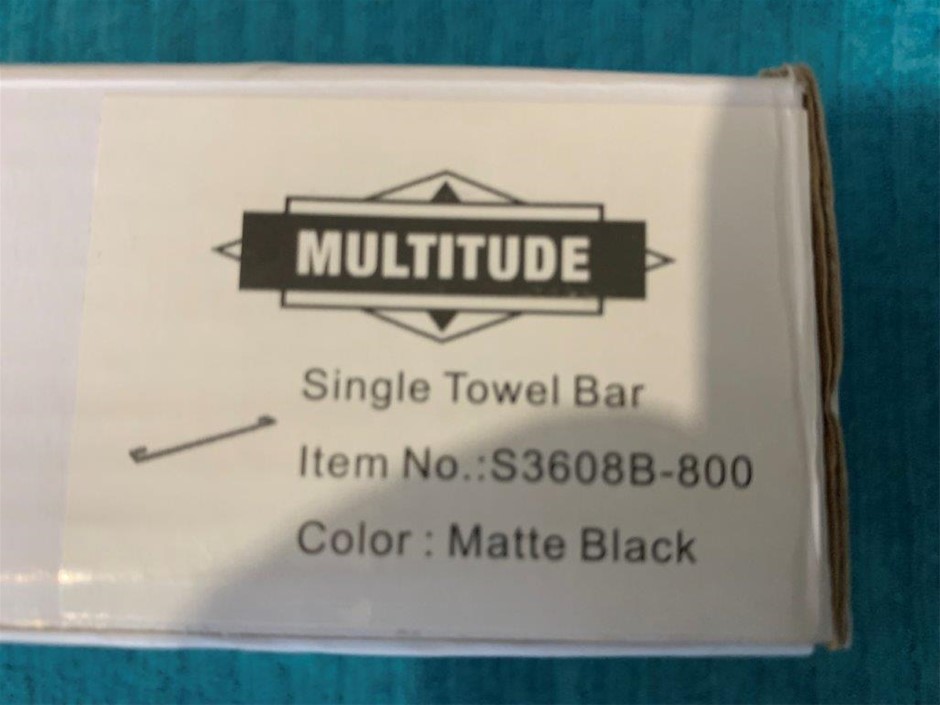 MULTITUDE
Single Towel Bar
Item No.:S3608B-800
Color : Matte Black